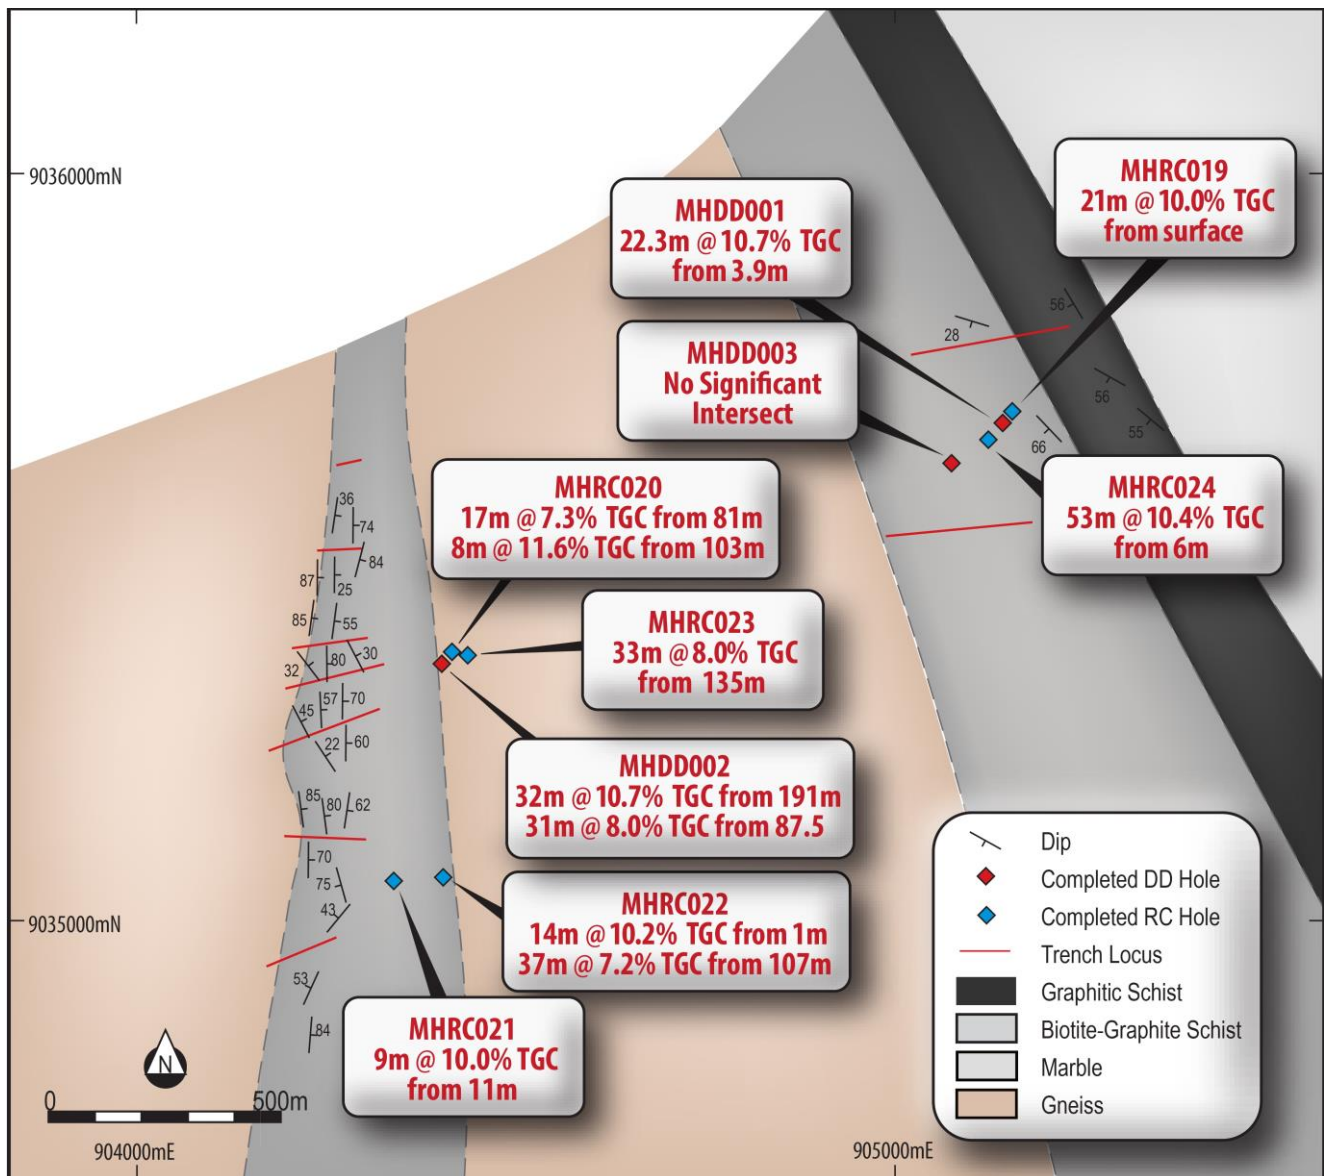 9036000mN
MHRC019
21m @ 10.0% TGC
from surface
MHDD001
22.3m @ 10.7% TGC
from 3.9m
56
28
MHDD003
No Significant
Intersect
56
55
66
MHRC020
17m @ 7.3% TGC from 81m
8m @ 11.6% TGC from 103m
MHRC024
53m @ 10.4% TGC
from 6m
36
74
84
87
25
85
55
30
32
80
MHRC023
33m @ 8.0% TGC
from 135m
57
70
45
22
60
MHDD002
32m @ 10.7% TGC from 191m
31m @ 8.0% TGC from 87.5
85
80
62
70
75
43
MHRC022
14m @ 10.2% TGC from 1m
37m @ 7.2% TGC from 107m
9035000mN
53
84
MHRC021
9m @ 10.0% TGC
from 11m
Dip
Completed DD Hole
Completed RC Hole
Trench Locus
Graphitic Schist
Biotite-Graphite Schist
Marble
Gneiss
N
0
500m
904000mE
905000mE